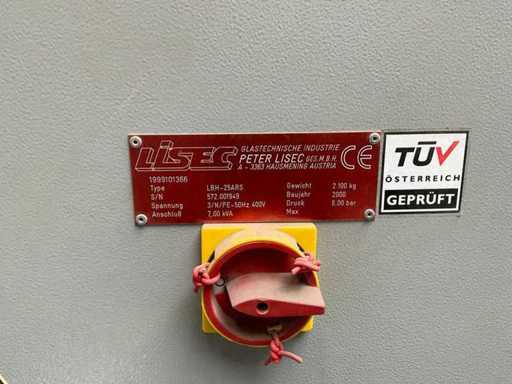 LISEC
GLASTECHNISCHE INDUSTRIE
PETER LISEC GES.M.B.H.
A - 3363 HAUSMENING AUSTRIA
CE
1999101366
Type LBH-25ARS Gewicht 2.100 kg
S/N 572.001949 Baujahr 2000
Spannung 3/N/PE-50Hz 400V Druck 8,00 bar
Anschluß 7,00 kVA Max
TÜV
ÖSTERREICH
GEPRÜFT